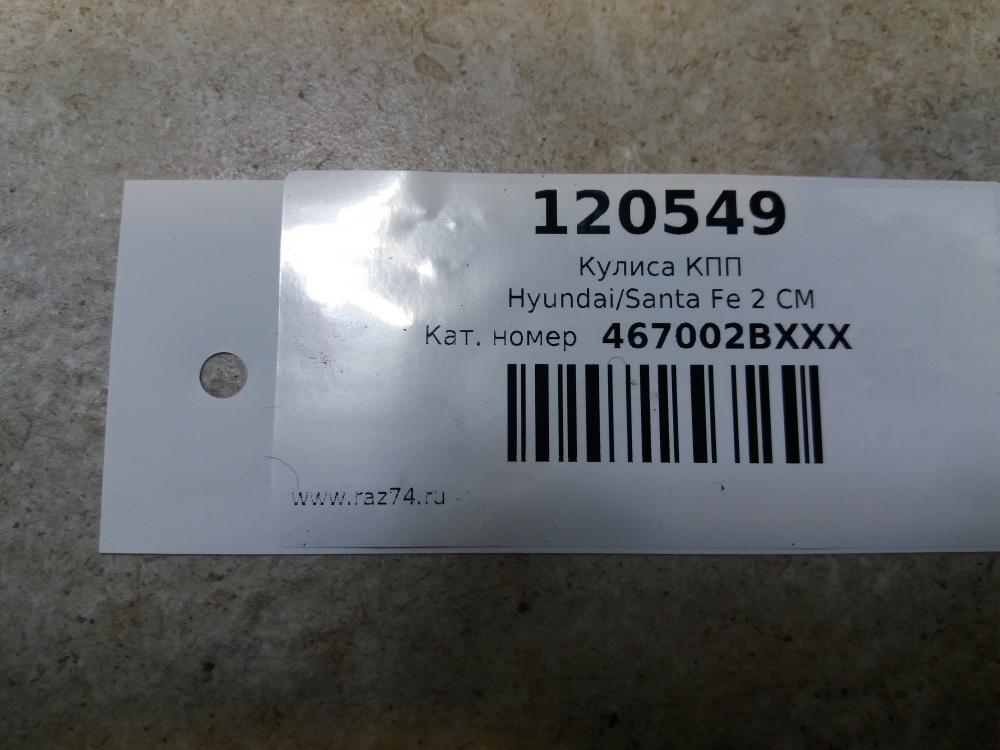 120549
Кулиса КПП
Hyundai/Santa Fe 2 CM
Кат. номер 467002BXXX
www.raz74.ru